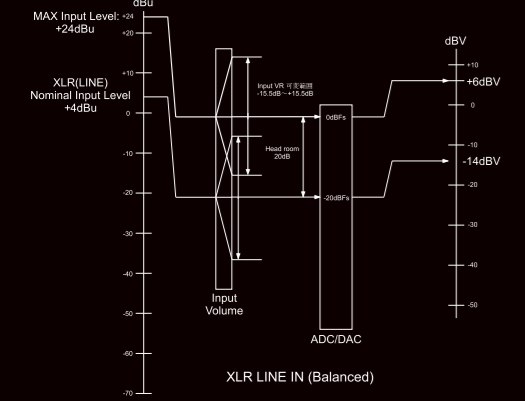 dBu
MAX Input Level:
+24dBu
+24
+20
+10
XLR(LINE)
Nominal Input Level
+4dBu
0
-10
-20
-30
-40
-50
-60
-70
Input VR 可変範囲
-15.5dB～+15.5dB
Head room
20dB
Input
Volume
0dBFs
-20dBFs
ADC/DAC
dBV
+10
+6dBV
0
-10
-14dBV
-20
-30
-40
-50
XLR LINE IN (Balanced)